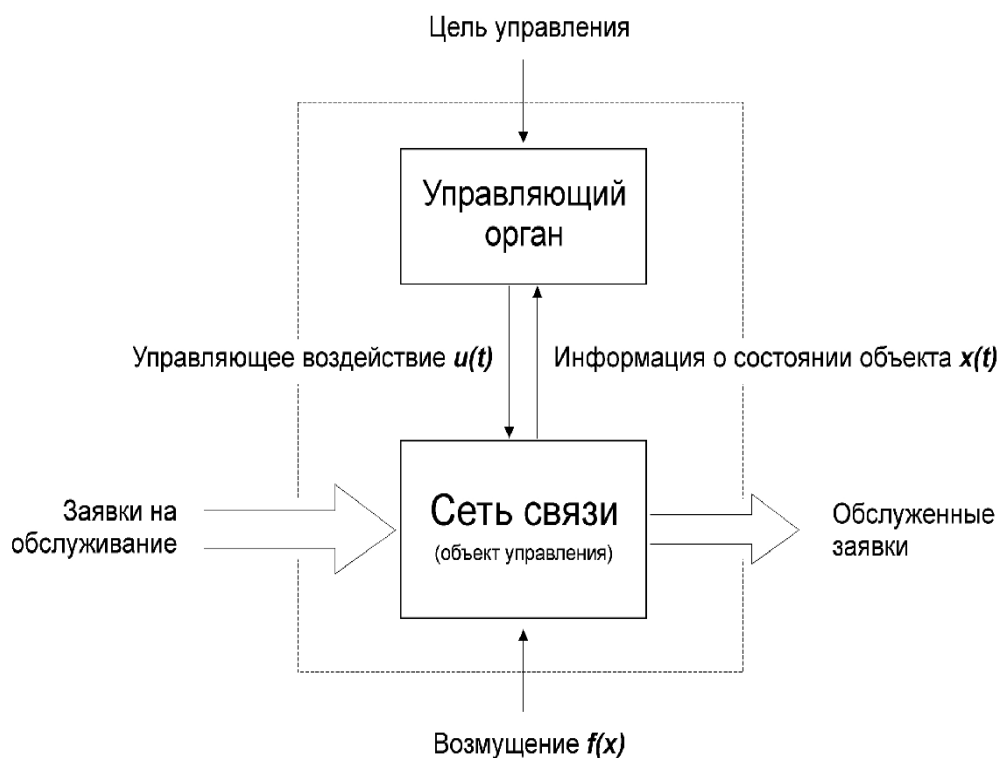 Цель управления
Управляющий
орган
Управляющее воздействие u(t)
Информация о состоянии объекта x(t)
Заявки на
обслуживание
Сеть связи
(объект управления)
Обслуженные
заявки
Возмущение f(x)